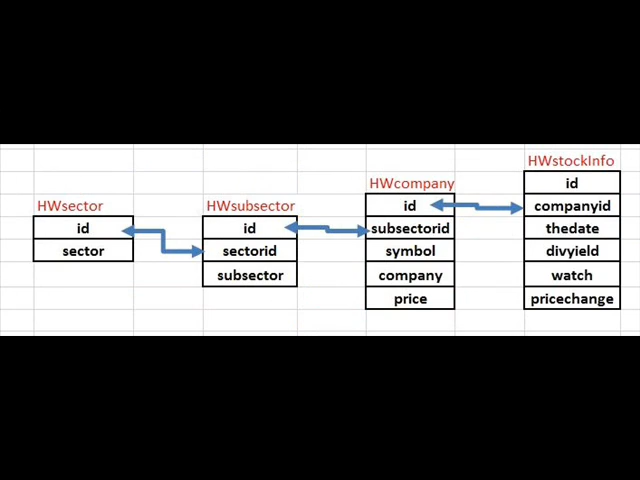 HWsector
id
sector
HWsubsector
id
sectorid
subsector
HWcompany
id
subsectorid
symbol
company
price
HWstockInfo
id
companyid
thedate
divyield
watch
pricechange